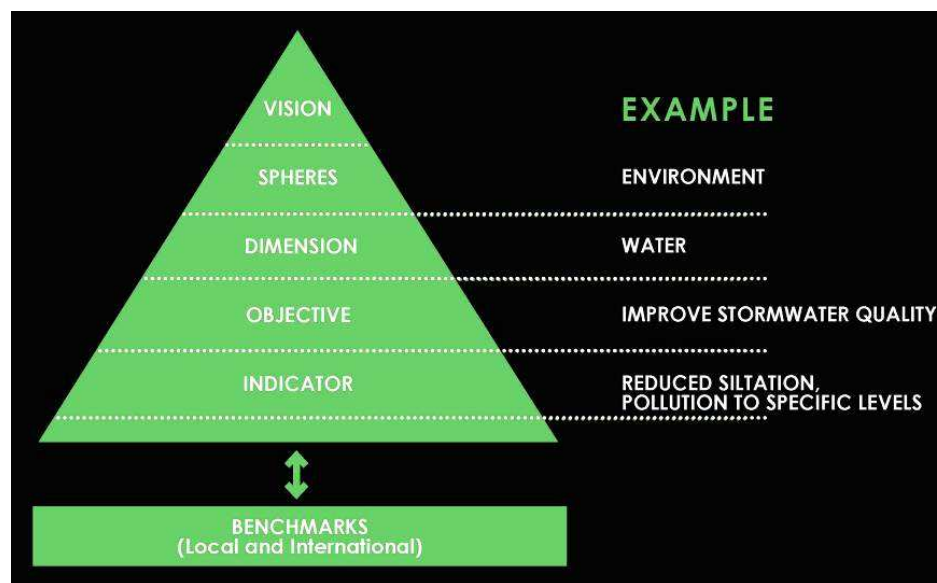 VISION
EXAMPLE
SPHERES
ENVIRONMENT
DIMENSION
WATER
OBJECTIVE
IMPROVE STORMWATER QUALITY
INDICATOR
REDUCED SILTATION,
POLLUTION TO SPECIFIC LEVELS
BENCHMARKS
(Local and International)